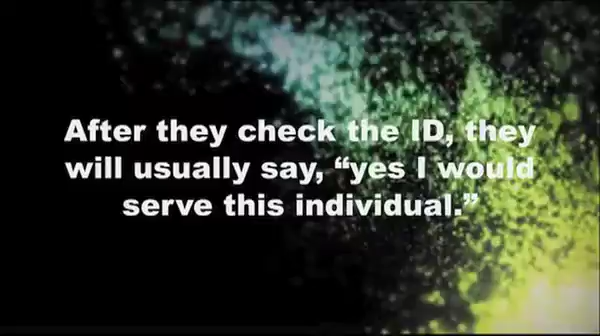 After they check the ID, they
will usually say, “yes I would
serve this individual.”